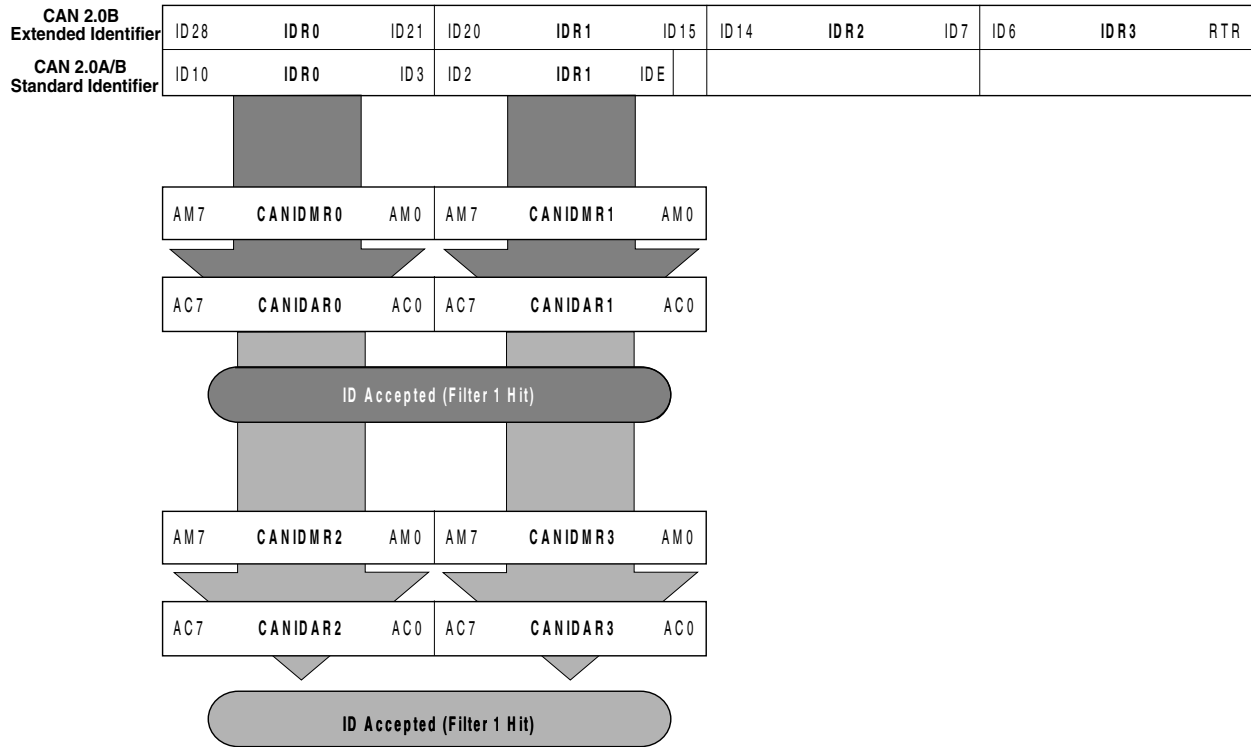 CAN 2.0B
Extended Identifier
ID28 IDR0 ID21 ID20 IDR1 ID15 ID14 IDR2 ID7 ID6 IDR3 RTR
CAN 2.0A/B
Standard Identifier
ID10 IDR0 ID3 ID2 IDR1 IDE
AM7 CANIDMR0 AM0 AM7 CANIDMR1 AM0
AC7 CANIDAR0 AC0 AC7 CANIDAR1 AC0
ID Accepted (Filter 1 Hit)
AM7 CANIDMR2 AM0 AM7 CANIDMR3 AM0
AC7 CANIDAR2 AC0 AC7 CANIDAR3 AC0
ID Accepted (Filter 1 Hit)